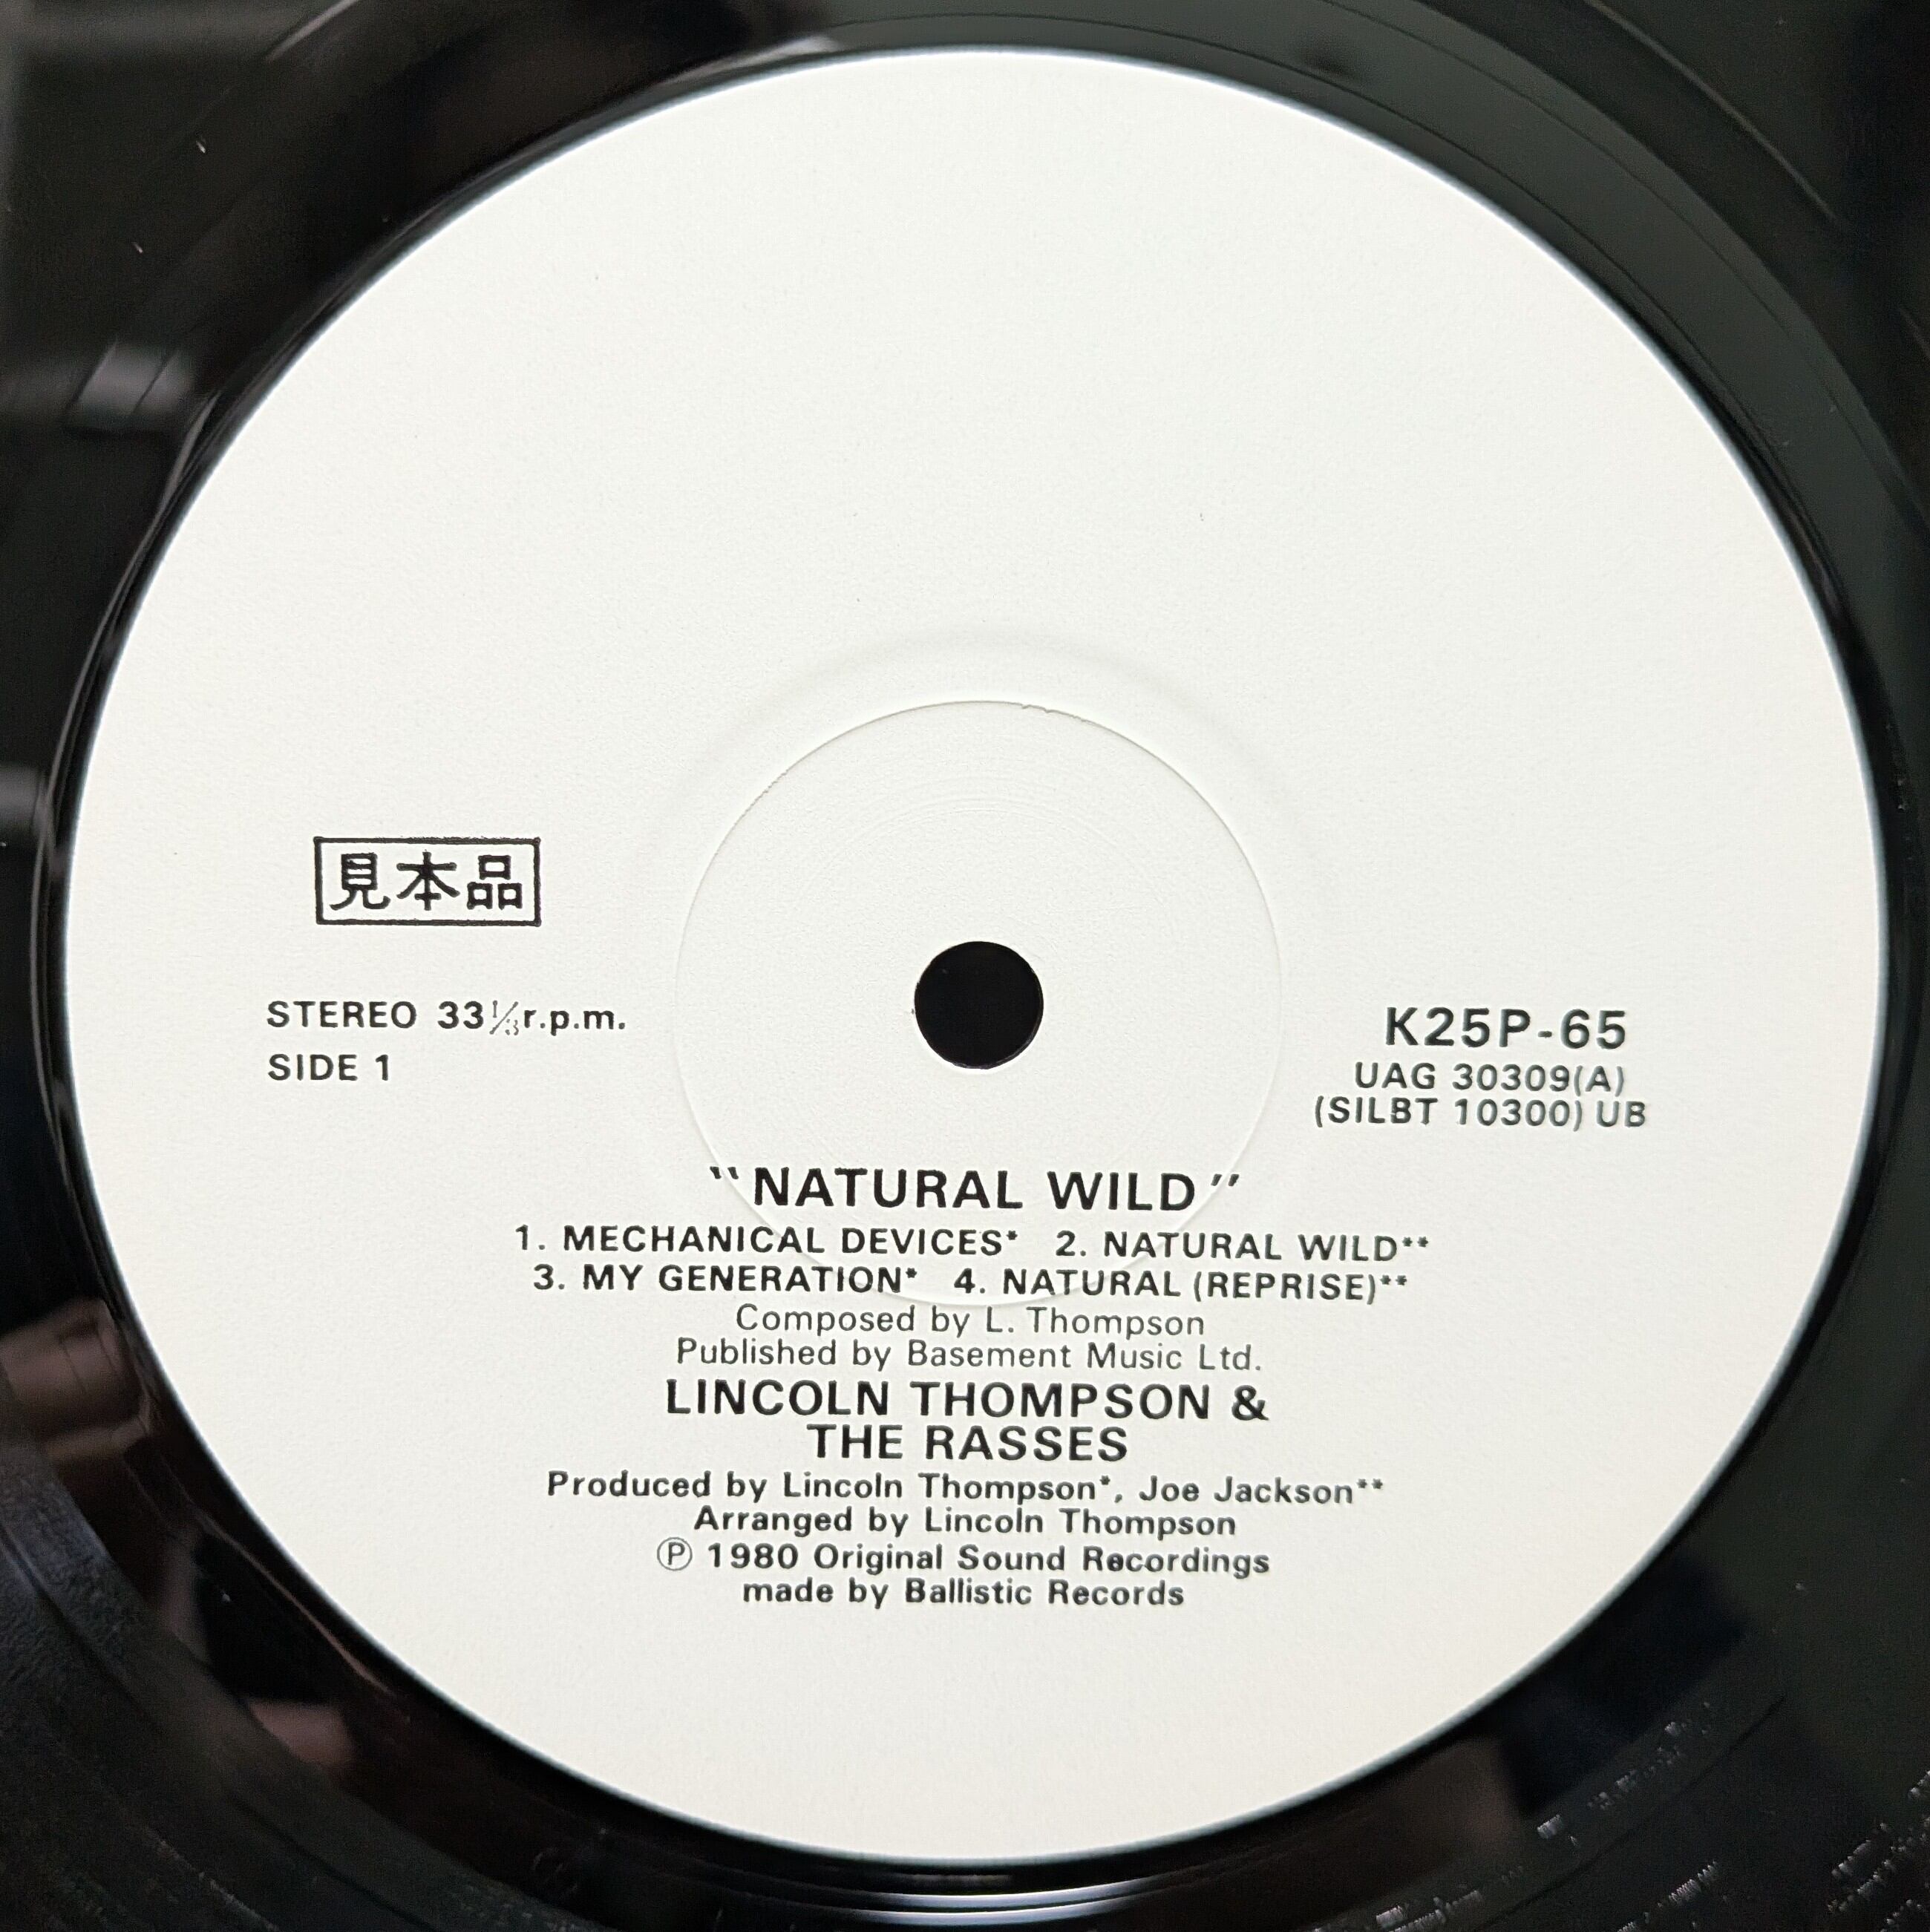 見本品
STEREO 33⅓r.p.m.
SIDE 1
K25P-65
UAG 30309(A)
(SILBT 10300) UB
"NATURAL WILD"
1. MECHANICAL DEVICES* 2. NATURAL WILD**
3. MY GENERATION* 4. NATURAL (REPRISE)**
Composed by L. Thompson
Published by Basement Music Ltd.
LINCOLN THOMPSON &
THE RASSES
Produced by Lincoln Thompson*, Joe Jackson**
Arranged by Lincoln Thompson
Ⓟ 1980 Original Sound Recordings
made by Ballistic Records